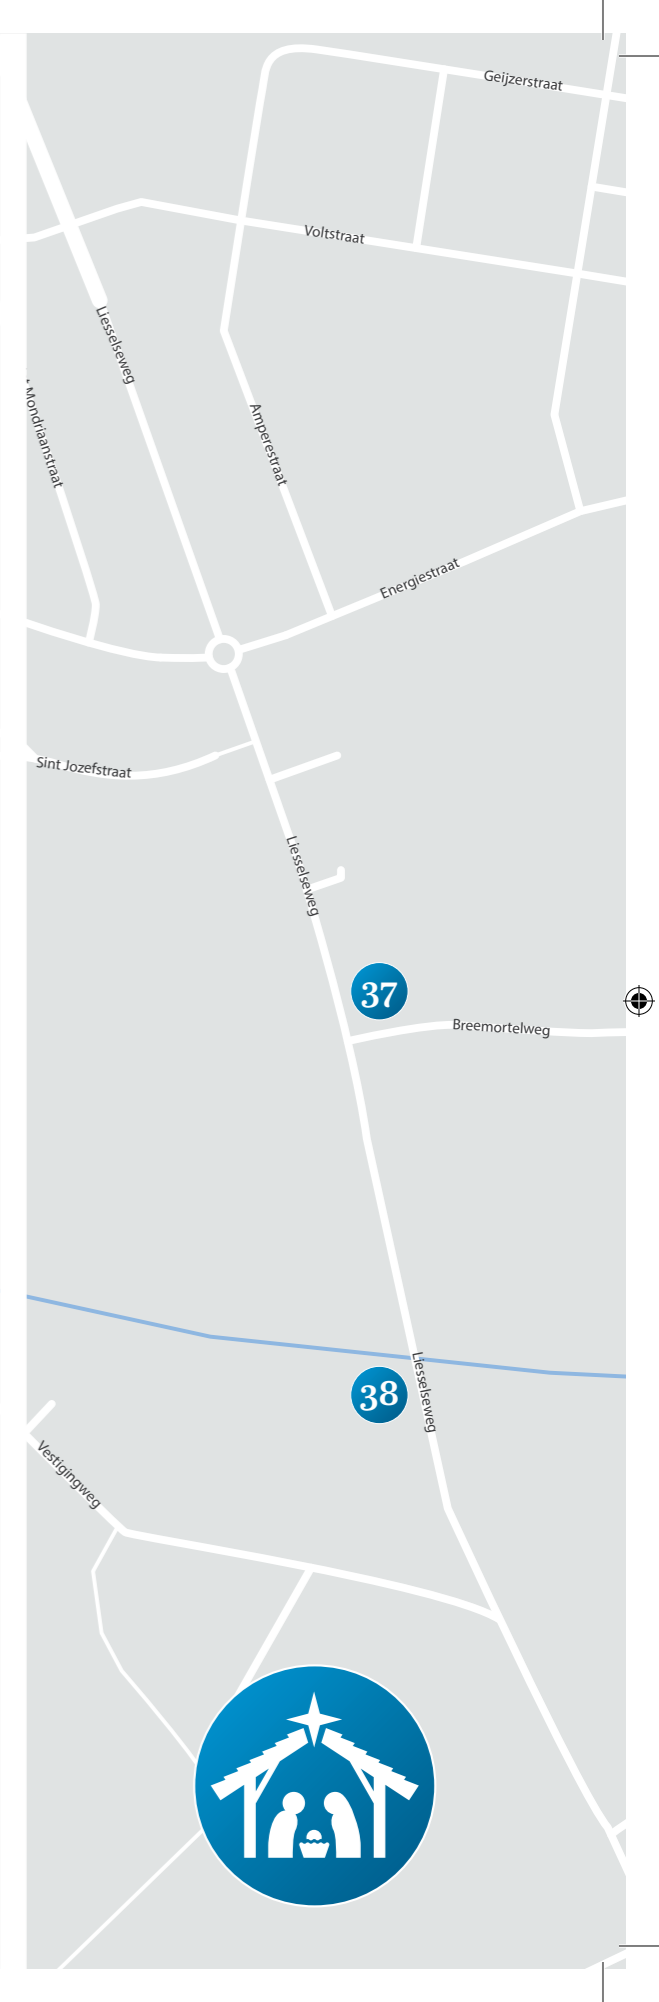 Geijzerstraat
Voltstraat
Liesselseweg
Mondriaanstraat
Amperestraat
Energiestraat
Sint Jozefstraat
Liesselseweg
37
Breemortelweg
Liesselseweg
38
Vestigingweg